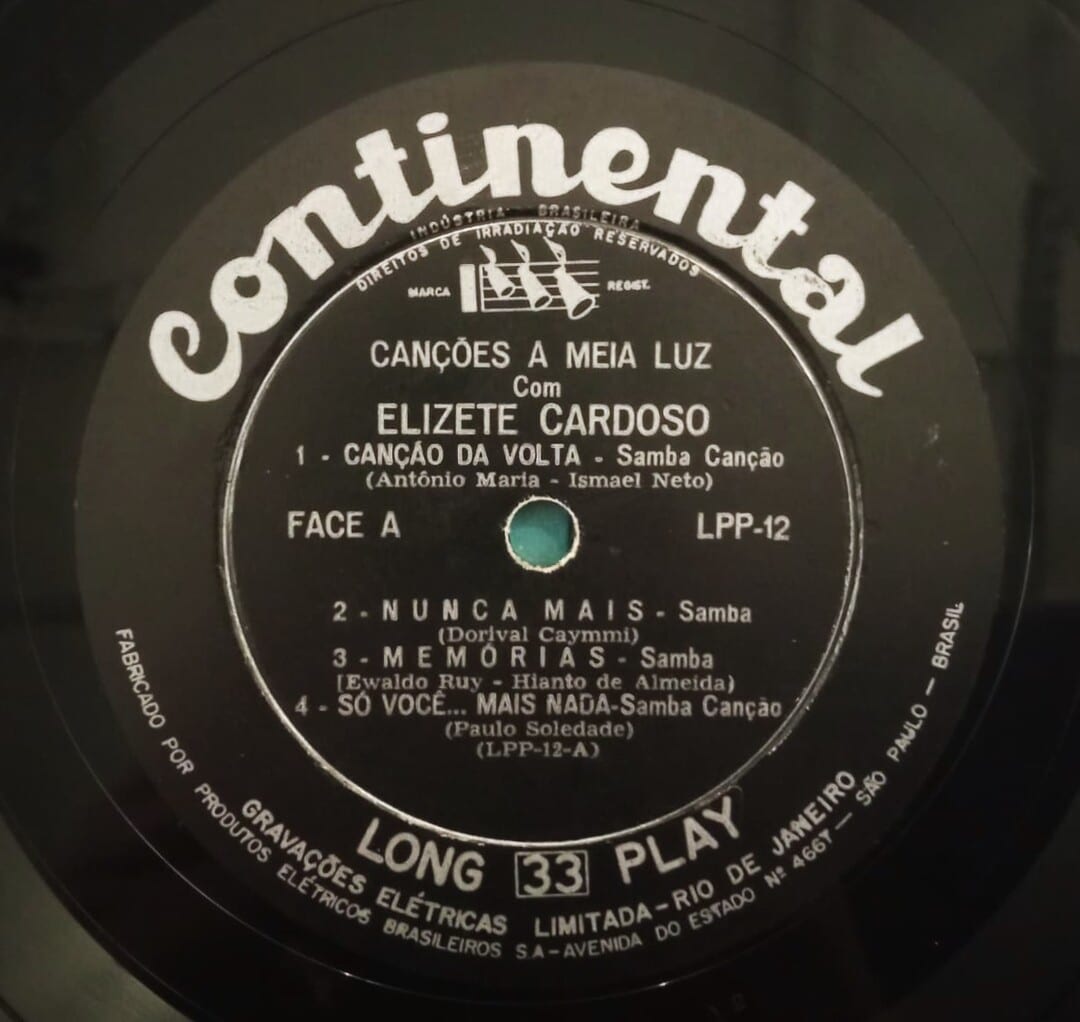 Continental
INDÚSTRIA BRASILEIRA
DIREITOS DE IRRADIAÇÃO RESERVADOS
MARCA REGIST.
CANÇÕES A MEIA LUZ
Com
ELIZETE CARDOSO
1 - CANÇÃO DA VOLTA - Samba Canção
(Antônio Maria - Ismael Neto)
FACE A LPP-12
2 - NUNCA MAIS - Samba
(Dorival Caymmi)
3 - MEMÓRIAS - Samba
[Ewaldo Ruy - Hianto de Almeida)
4 - SÓ VOCÊ... MAIS NADA-Samba Canção
(Paulo Soledade)
(LPP-12-A)
LONG 33 PLAY
GRAVAÇÕES ELÉTRICAS LIMITADA - RIO DE JANEIRO
FABRICADO POR PRODUTOS ELÉTRICOS BRASILEIROS S.A - AVENIDA DO ESTADO Nº 4667 - SÃO PAULO - BRASIL